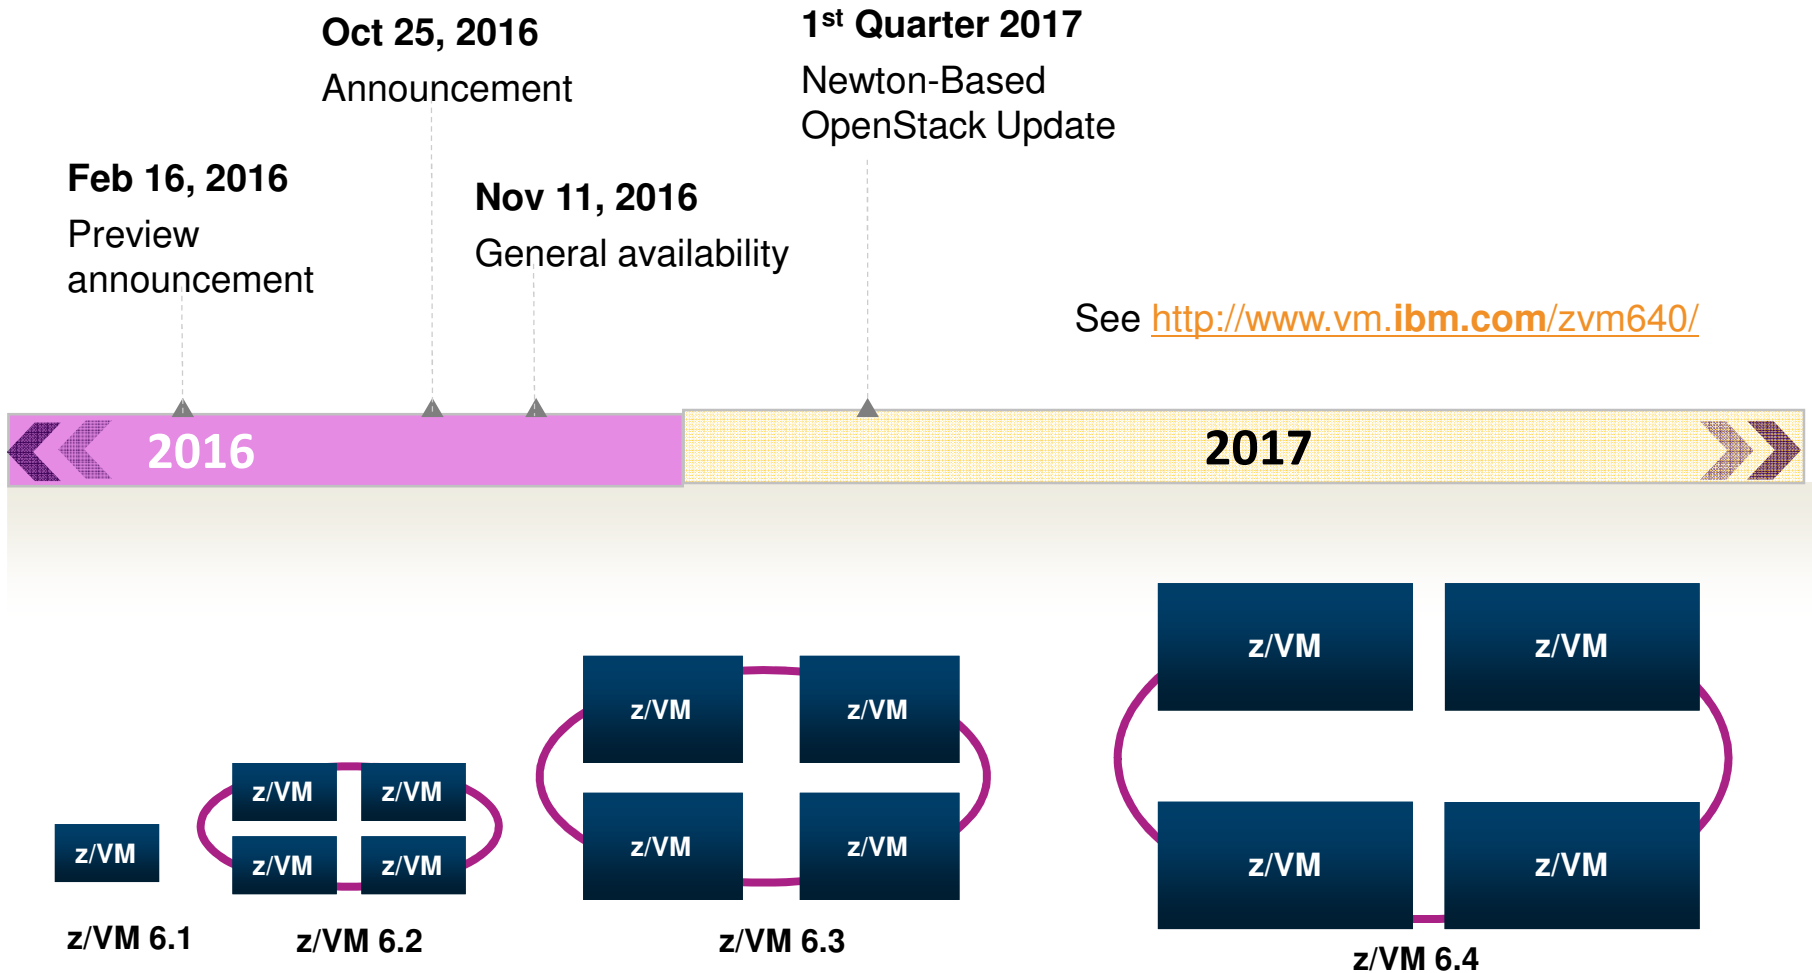 Oct 25, 2016
Announcement
1st Quarter 2017
Newton-Based
OpenStack Update
Feb 16, 2016
Preview
announcement
Nov 11, 2016
General availability
See http://www.vm.ibm.com/zvm640/
2016
2017
z/VM
z/VM 6.1
z/VM z/VM
z/VM z/VM
z/VM 6.2
z/VM z/VM
z/VM z/VM
z/VM 6.3
z/VM z/VM
z/VM z/VM
z/VM 6.4